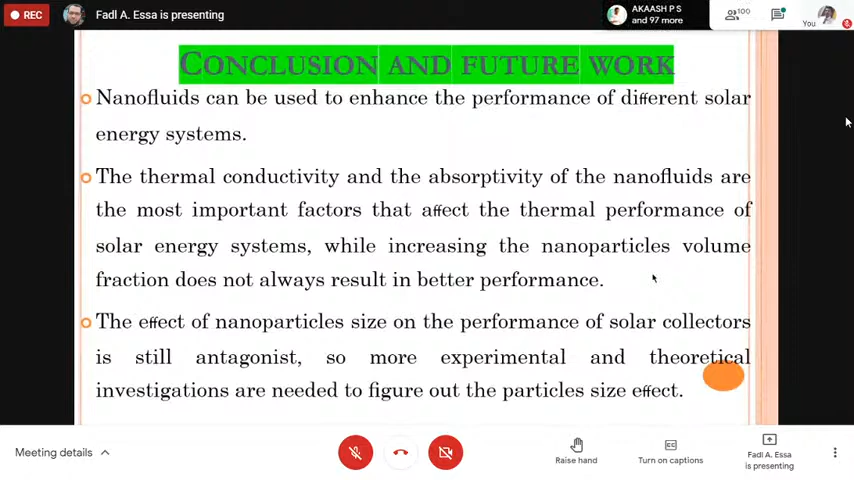 REC
Fadl A. Essa is presenting
AKAASH P S
and 97 more
100
You
CONCLUSION AND FUTURE WORK
Nanofluids can be used to enhance the performance of different solar
energy systems.
The thermal conductivity and the absorptivity of the nanofluids are
the most important factors that affect the thermal performance of
solar energy systems, while increasing the nanoparticles volume
fraction does not always result in better performance.
The effect of nanoparticles size on the performance of solar collectors
is still antagonist, so more experimental and theoretical
investigations are needed to figure out the particles size effect.
Meeting details
Raise hand
Turn on captions
Fadl A. Essa
is presenting